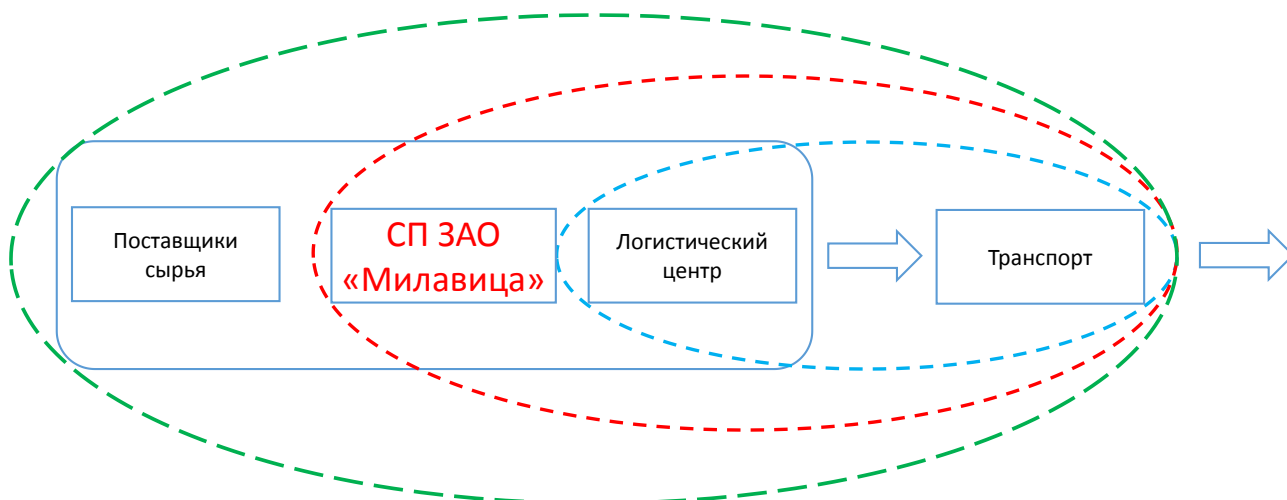 Поставщики
сырья
СП ЗАО
«Милавица»
Логистический
центр
Транспорт